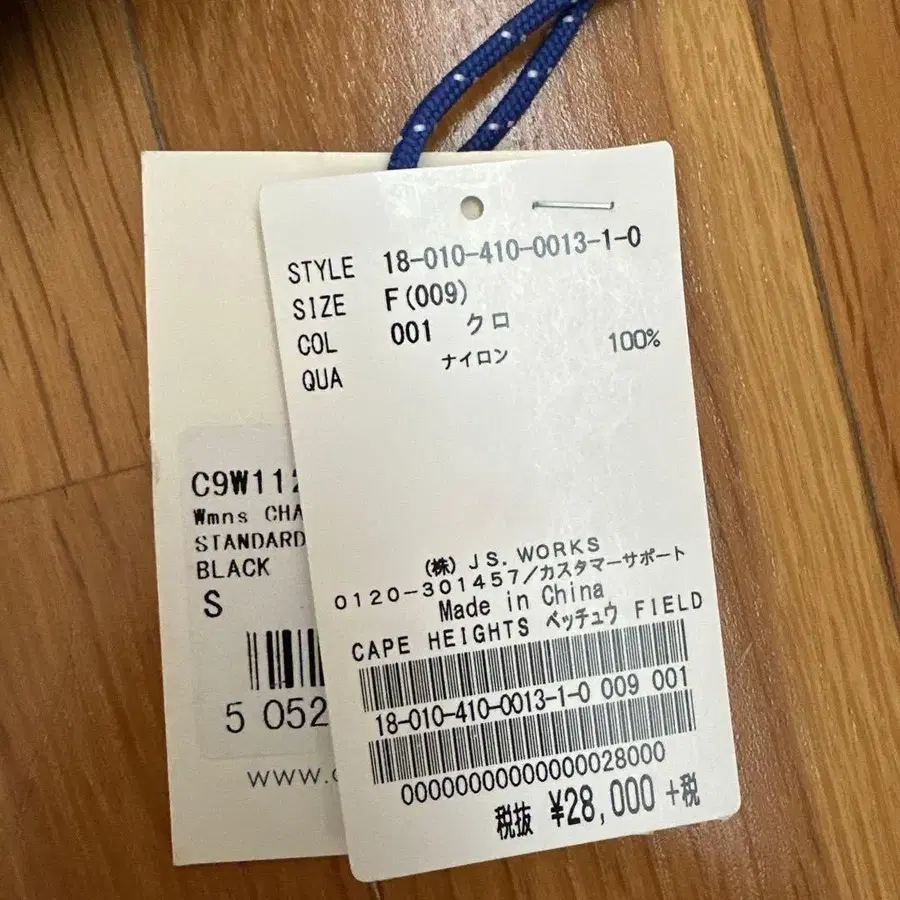 STYLE 18-010-410-0013-1-0
SIZE F(009)
COL 001 クロ
QUA ナイロン 100%
(株) JS. WORKS
0120-301457/カスタマーサポート
Made in China
CAPE HEIGHTS ベッチュウ FIELD
18-010-410-0013-1-0 009 001
00000000000000028000
税抜 ¥28,000 +税
C9W112
Wmns CHA
STANDARD
BLACK
S
5 052
www.